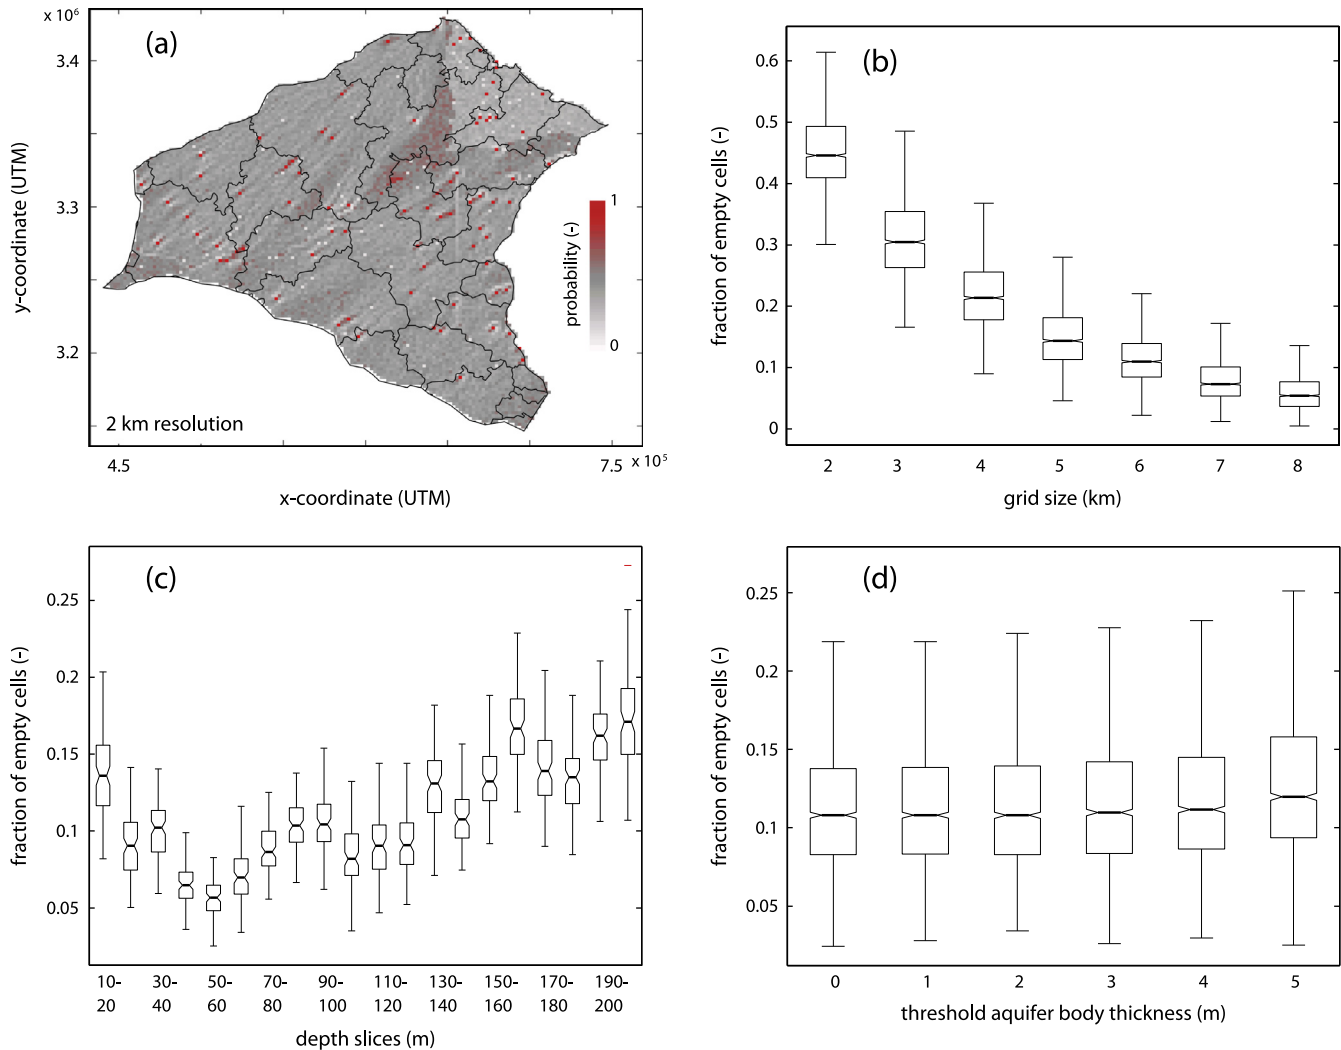 x 10⁶
(a)
3.4
3.3
3.2
y-coordinate (UTM)
probability (-)
1
0
2 km resolution
4.5
7.5
x 10⁵
x-coordinate (UTM)
(b)
0.6
0.5
0.4
0.3
0.2
0.1
0
fraction of empty cells (-)
2 3 4 5 6 7 8
grid size (km)
(c)
0.25
0.2
0.15
0.1
0.05
fraction of empty cells (-)
10- 30- 50- 70- 90- 110- 130- 150- 170- 190-
20 40 60 80 100 120 140 160 180 200
depth slices (m)
(d)
0.25
0.2
0.15
0.1
0.05
fraction of empty cells (-)
0 1 2 3 4 5
threshold aquifer body thickness (m)